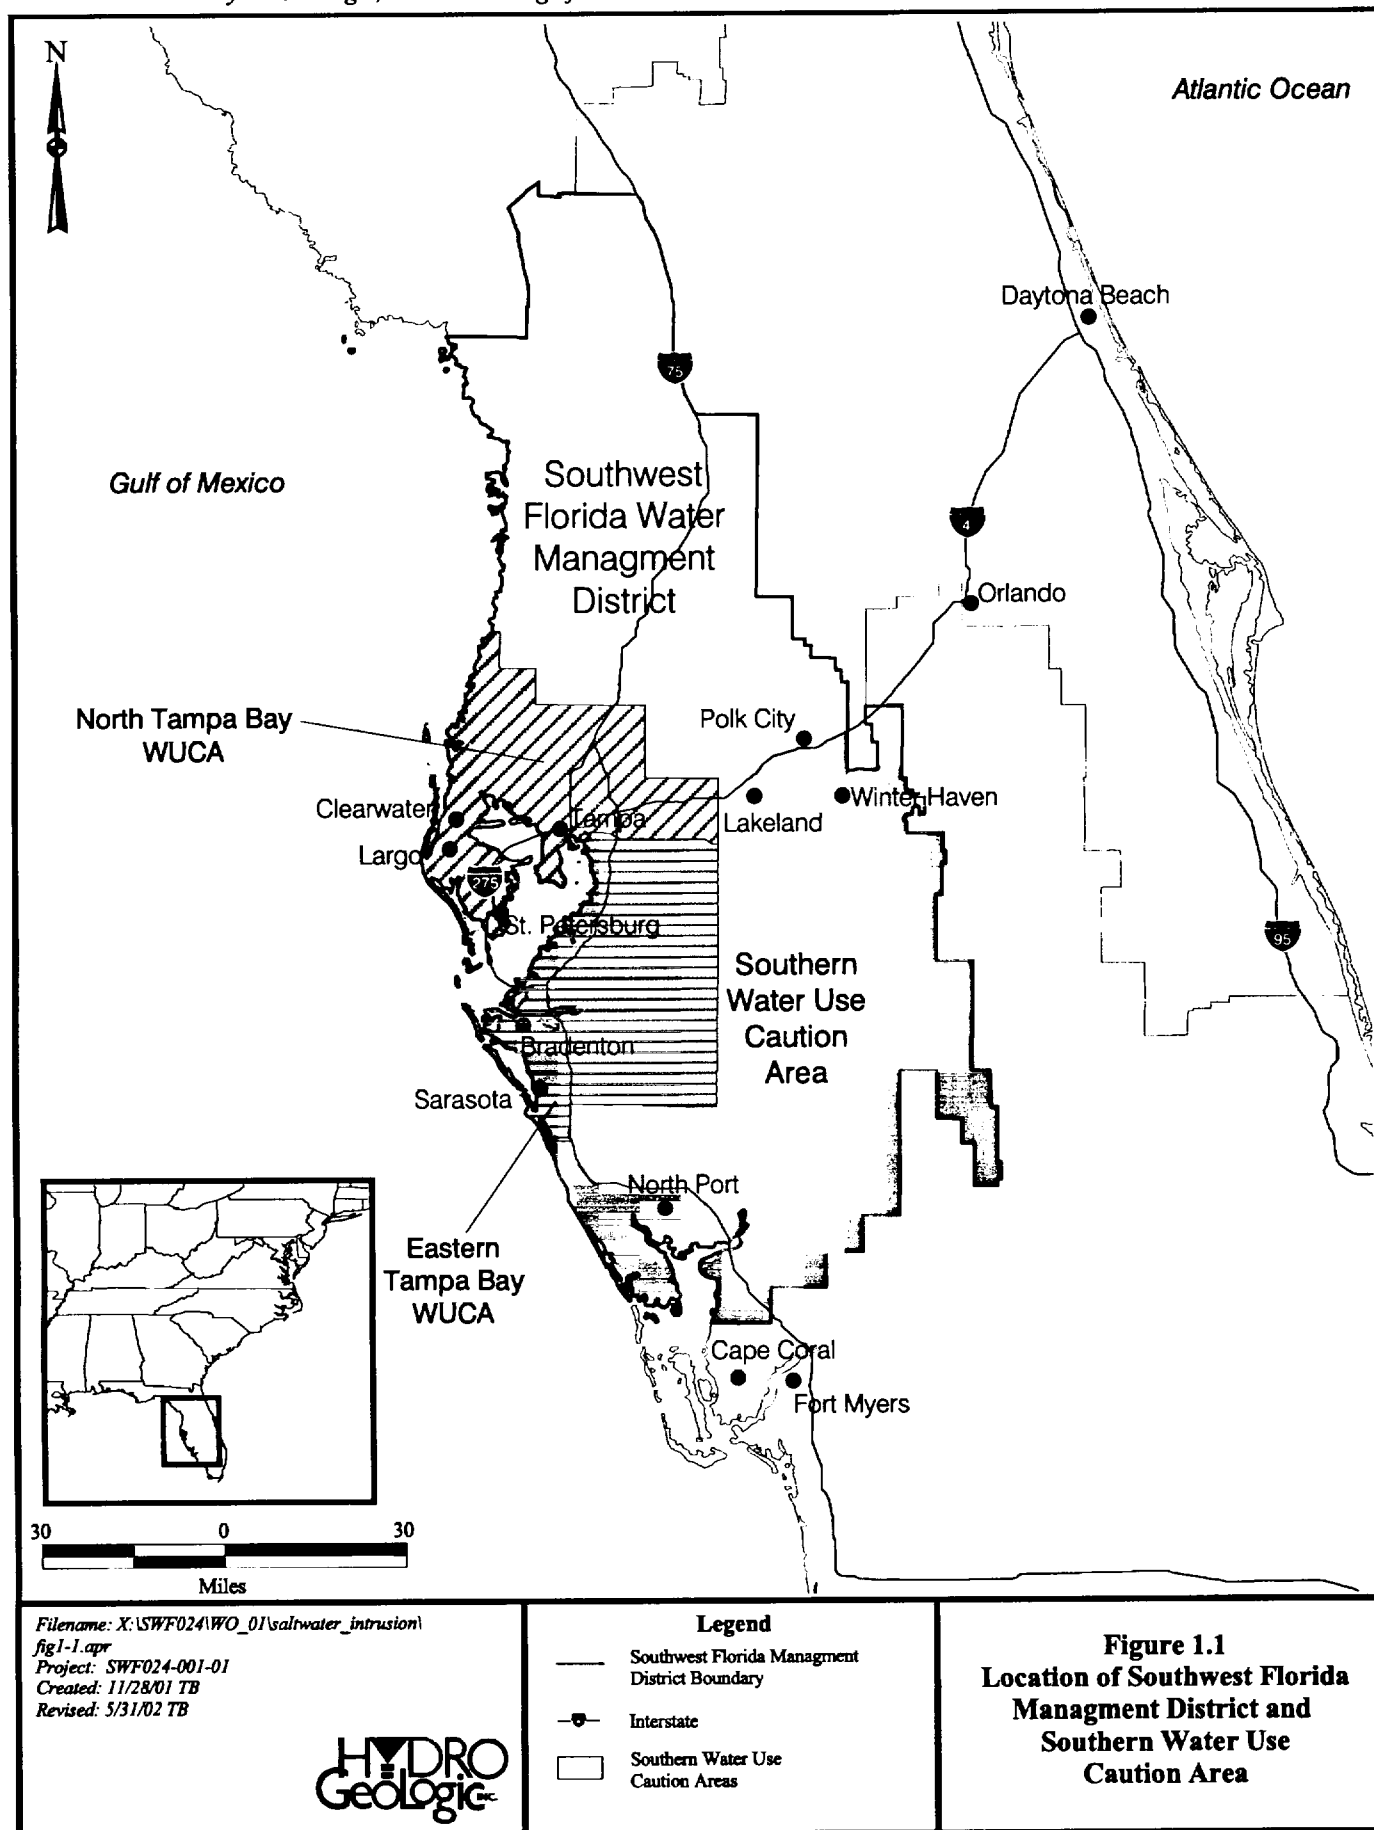 N
Atlantic Ocean
Daytona Beach
75
Gulf of Mexico
Southwest
Florida Water
Managment
District
4
Orlando
North Tampa Bay
WUCA
Polk City
Clearwater
Tampa
Lakeland
Winter Haven
Largo
275
St. Petersburg
95
Southern
Water Use
Caution
Area
Bradenton
Sarasota
North Port
Eastern
Tampa Bay
WUCA
Cape Coral
Fort Myers
30 0 30
Miles
Filename: X:\SWF024\WO_01\saltwater_intrusion\
fig1-1.apr
Project: SWF024-001-01
Created: 11/28/01 TB
Revised: 5/31/02 TB
HYDRO
GeoLogic INC.
Legend
Southwest Florida Managment
District Boundary
Interstate
Southern Water Use
Caution Areas
Figure 1.1
Location of Southwest Florida
Managment District and
Southern Water Use
Caution Area